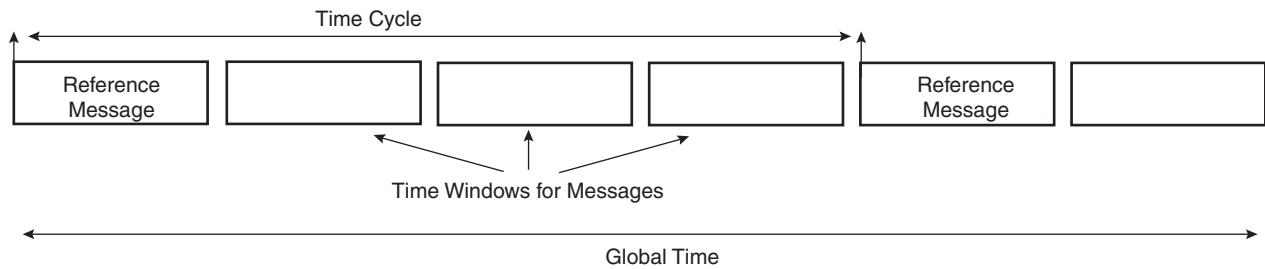 Time Cycle
Reference
Message
Reference
Message
Time Windows for Messages
Global Time